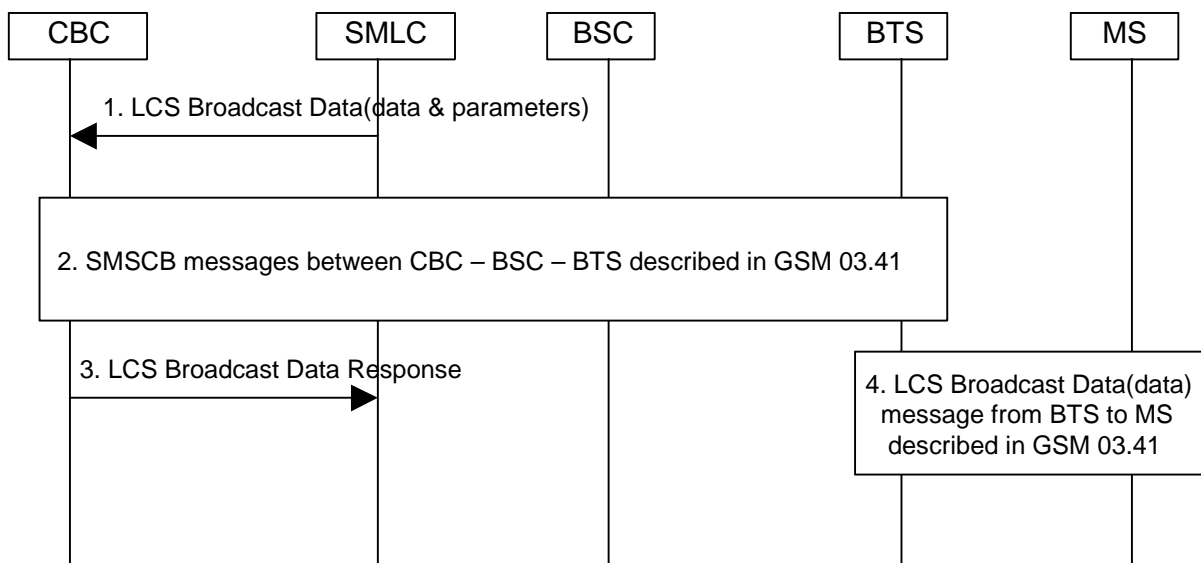 CBC
SMLC
BSC
BTS
MS
1. LCS Broadcast Data(data & parameters)
2. SMSCB messages between CBC – BSC – BTS described in GSM 03.41
3. LCS Broadcast Data Response
4. LCS Broadcast Data(data)
message from BTS to MS
described in GSM 03.41